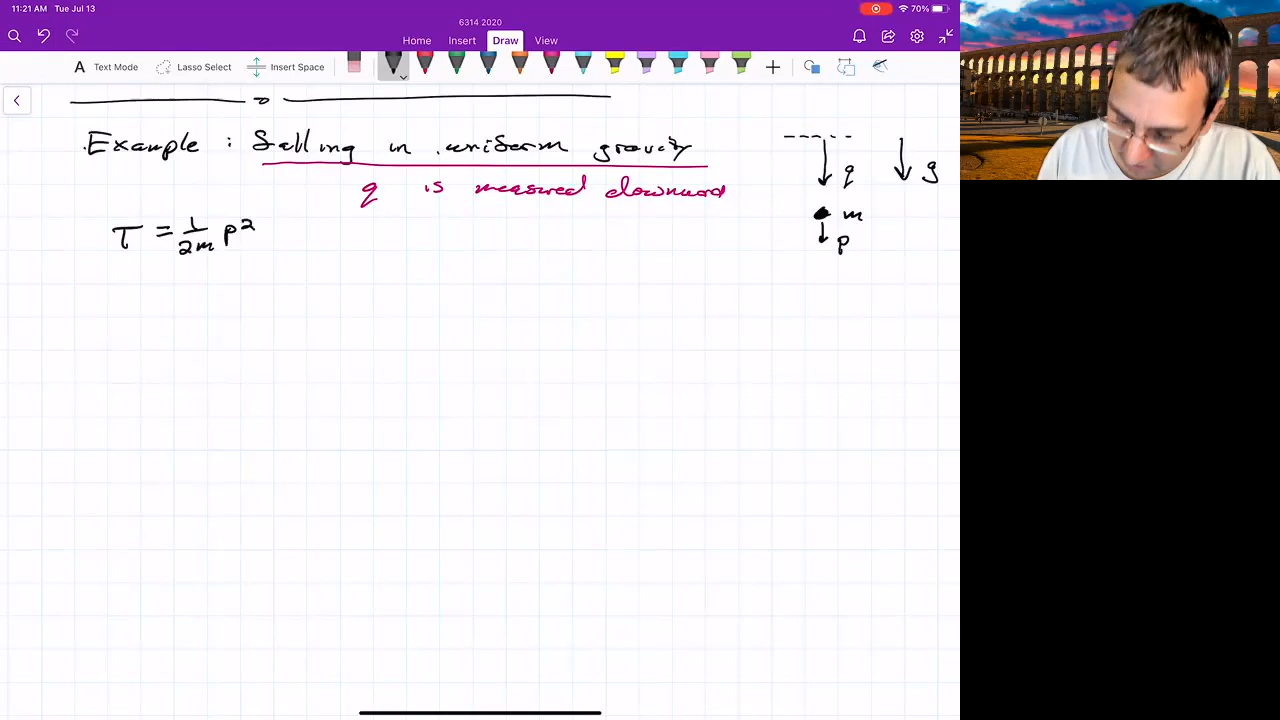 11:21 AM Tue Jul 13
70%
6314 2020
Home Insert Draw View
Text Mode Lasso Select Insert Space
Example : Falling in uniform gravity
q is measured downward
q g
m
p
T = 1/2m p²